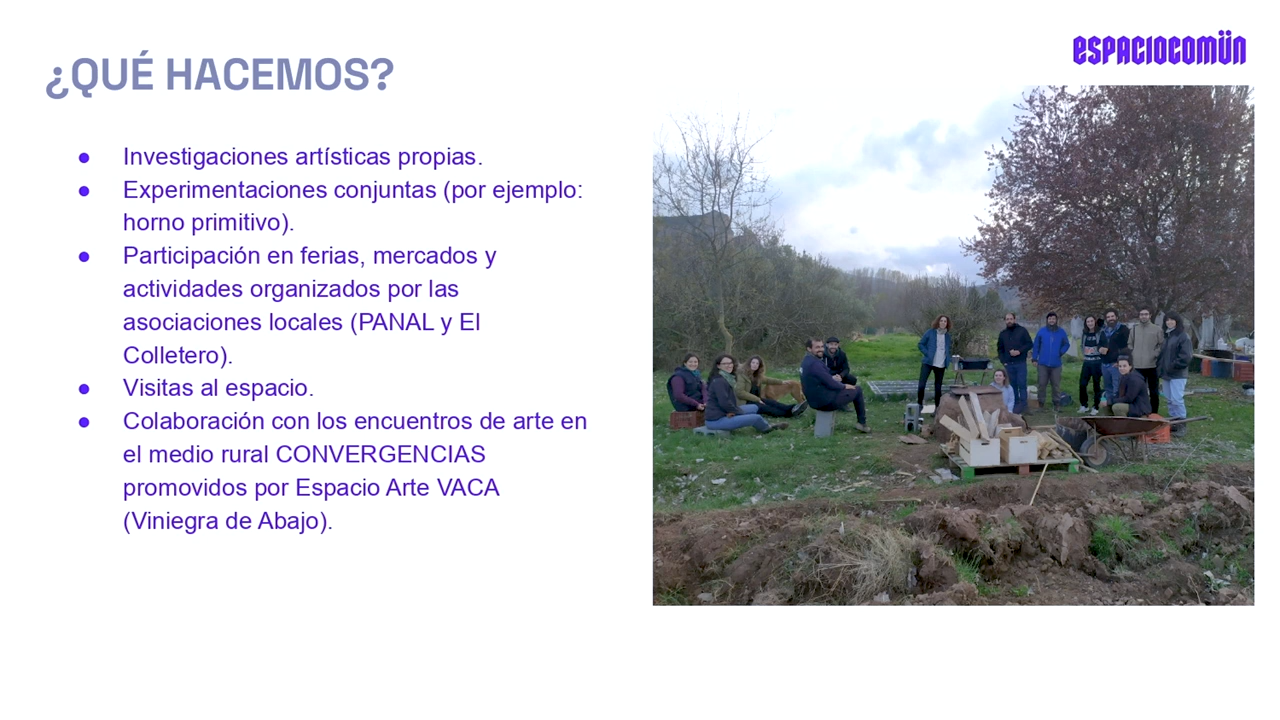 ¿QUÉ HACEMOS?
espaciocomün
● Investigaciones artísticas propias.
● Experimentaciones conjuntas (por ejemplo:
horno primitivo).
● Participación en ferias, mercados y
actividades organizados por las
asociaciones locales (PANAL y El
Colletero).
● Visitas al espacio.
● Colaboración con los encuentros de arte en
el medio rural CONVERGENCIAS
promovidos por Espacio Arte VACA
(Viniegra de Abajo).